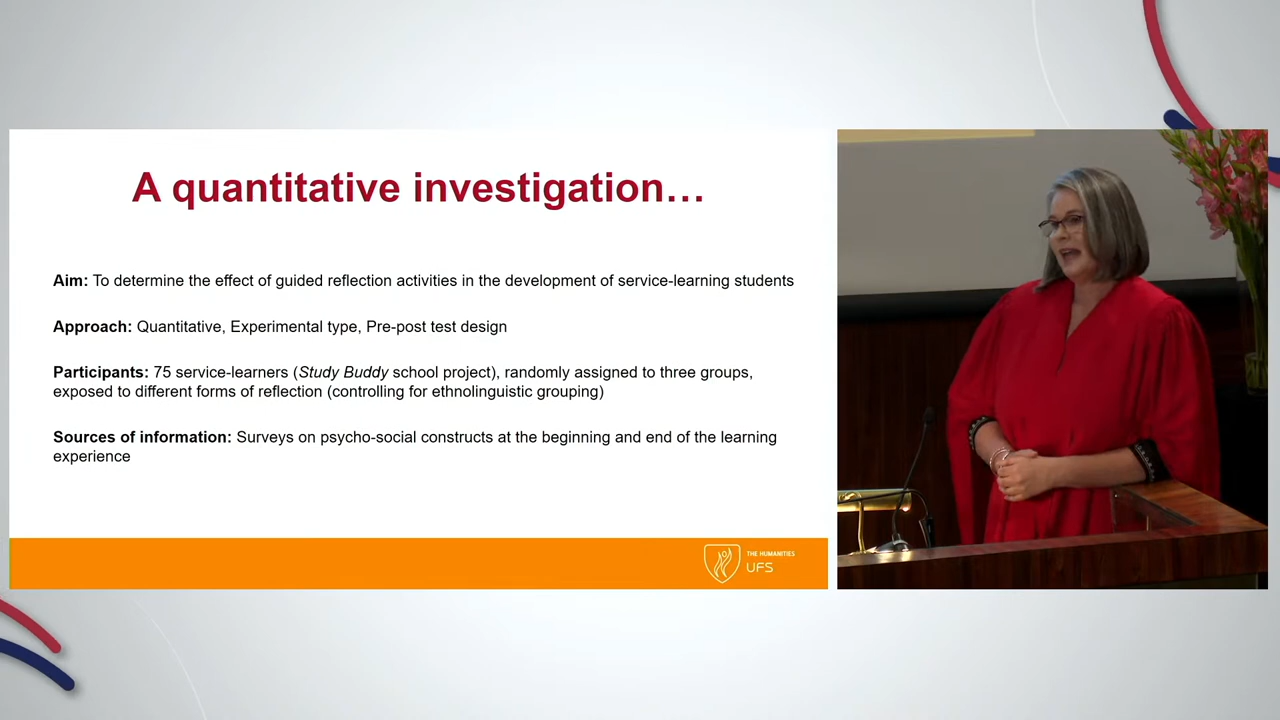 A quantitative investigation…
Aim: To determine the effect of guided reflection activities in the development of service-learning students
Approach: Quantitative, Experimental type, Pre-post test design
Participants: 75 service-learners (Study Buddy school project), randomly assigned to three groups,
exposed to different forms of reflection (controlling for ethnolinguistic grouping)
Sources of information: Surveys on psycho-social constructs at the beginning and end of the learning
experience
THE HUMANITIES
UFS